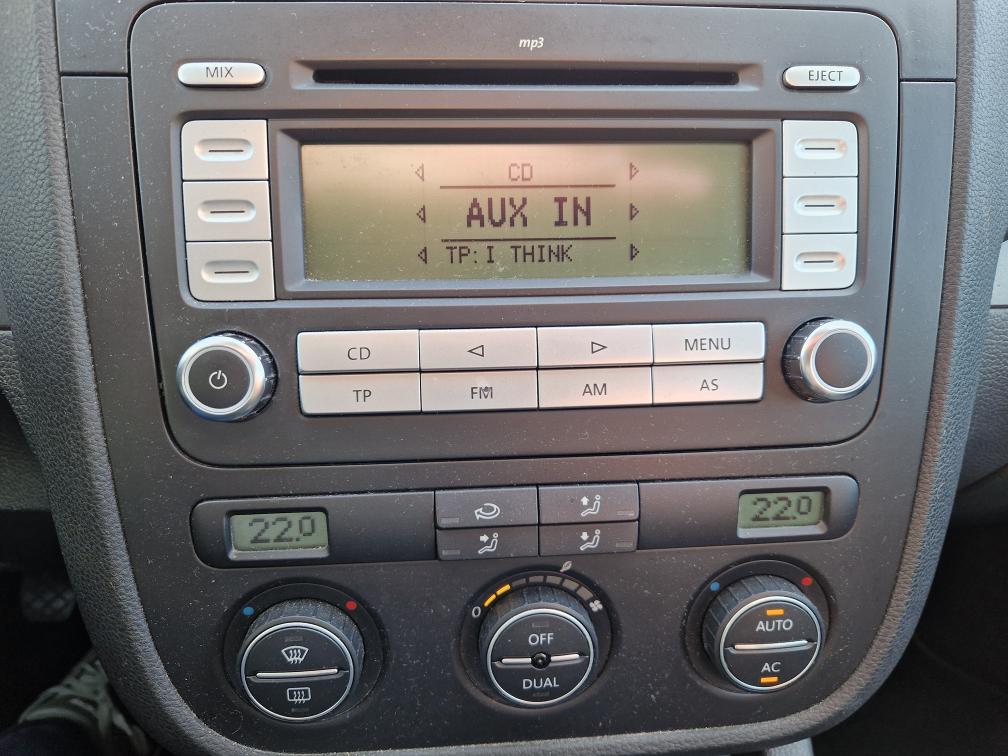 mp3
MIX
EJECT
CD
AUX IN
TP: I THINK
CD
MENU
TP
FM
AM
AS
22.0
22.0
0
OFF
DUAL
AUTO
AC